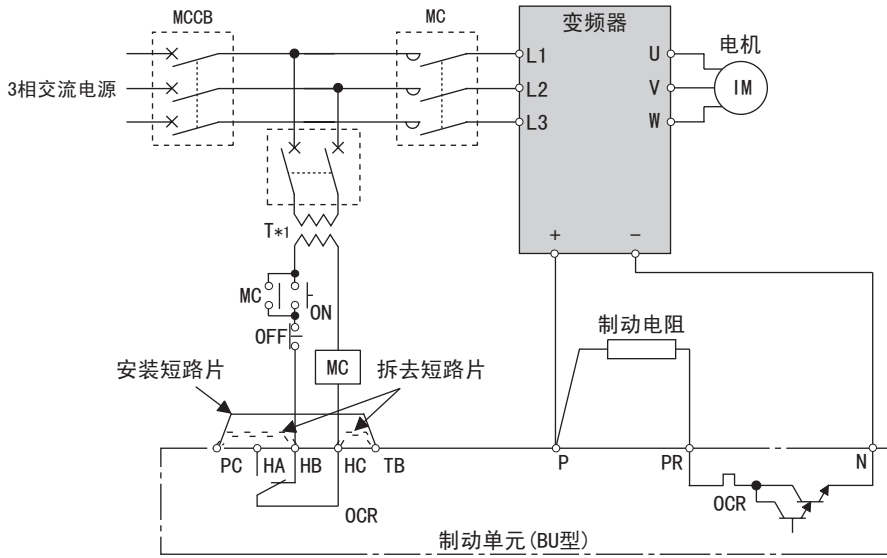 MCCB
MC
变频器
3相交流电源
L1
L2
L3
U
V
W
电机
IM
T*1
+
−
MC
ON
OFF
制动电阻
安装短路片
MC
拆去短路片
PC
HA
HB
HC
TB
P
PR
N
OCR
OCR
制动单元(BU型)